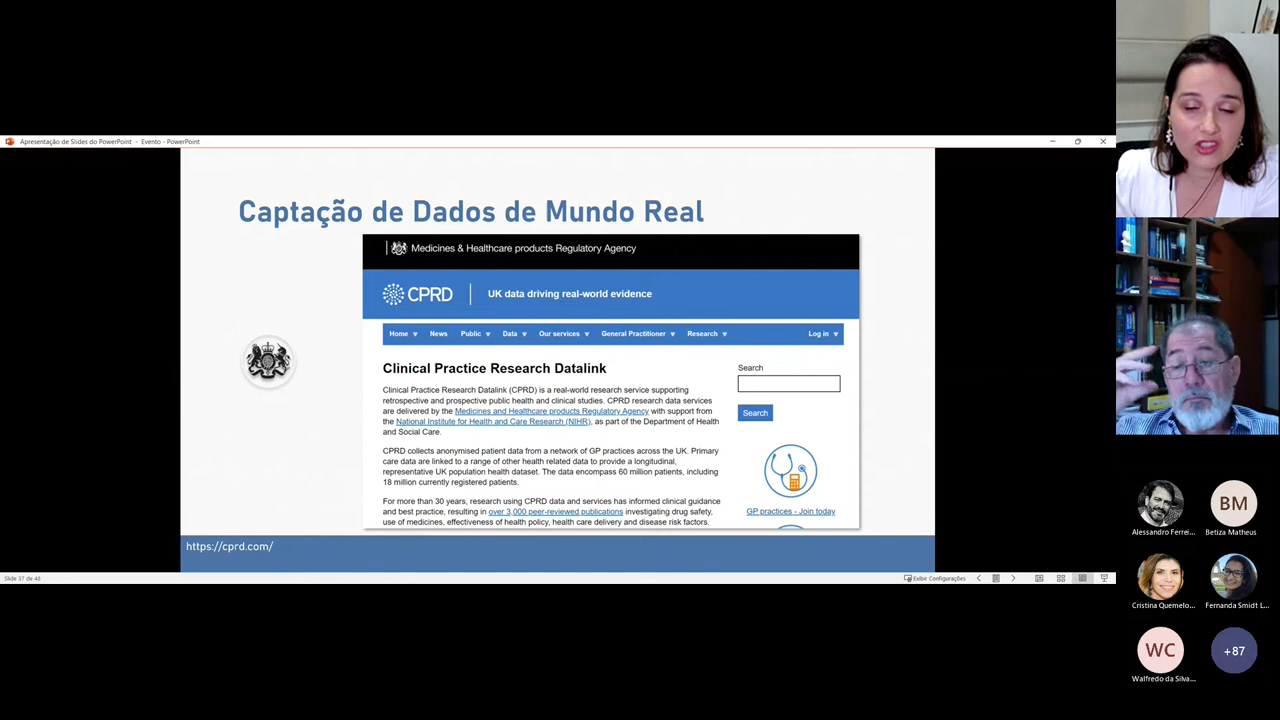 Apresentação de Slides do PowerPoint - Evento - PowerPoint
Captação de Dados de Mundo Real
Medicines & Healthcare products Regulatory Agency
CPRD
UK data driving real-world evidence
Home News Public Data Our services General Practitioner Research Log in
Clinical Practice Research Datalink
Clinical Practice Research Datalink (CPRD) is a real-world research service supporting
retrospective and prospective public health and clinical studies. CPRD research data services
are delivered by the Medicines and Healthcare products Regulatory Agency with support from
the National Institute for Health and Care Research (NIHR), as part of the Department of Health
and Social Care.
CPRD collects anonymised patient data from a network of GP practices across the UK. Primary
care data are linked to a range of other health related data to provide a longitudinal,
representative UK population health dataset. The data encompass 60 million patients, including
18 million currently registered patients.
For more than 30 years, research using CPRD data and services has informed clinical guidance
and best practice, resulting in over 3,000 peer-reviewed publications investigating drug safety,
use of medicines, effectiveness of health policy, health care delivery and disease risk factors.
Search
Search
GP practices - Join today
https://cprd.com/
Slide 37 de 40
Exibir Configurações
BM
Alessandro Ferrei...
Betiza Matheus
Cristina Quemelo...
Fernanda Smidt L...
WC
+87
Walfredo da Silva...